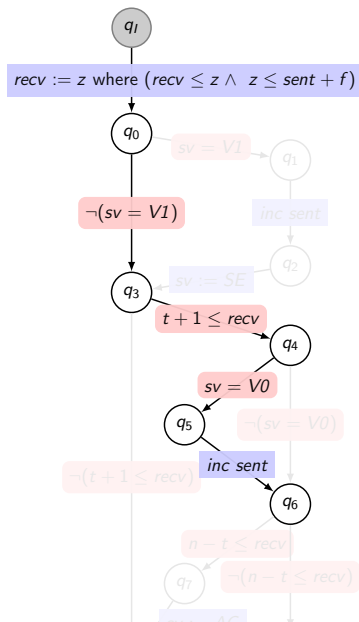 qI
recv := z where (recv ≤ z ∧ z ≤ sent + f)
q0
sv = V1
q1
¬(sv = V1)
inc sent
q2
sv := SE
q3
t + 1 ≤ recv
q4
sv = V0
q5
¬(sv = V0)
inc sent
¬(t + 1 ≤ recv)
q6
n − t ≤ recv
¬(n − t ≤ recv)
q7